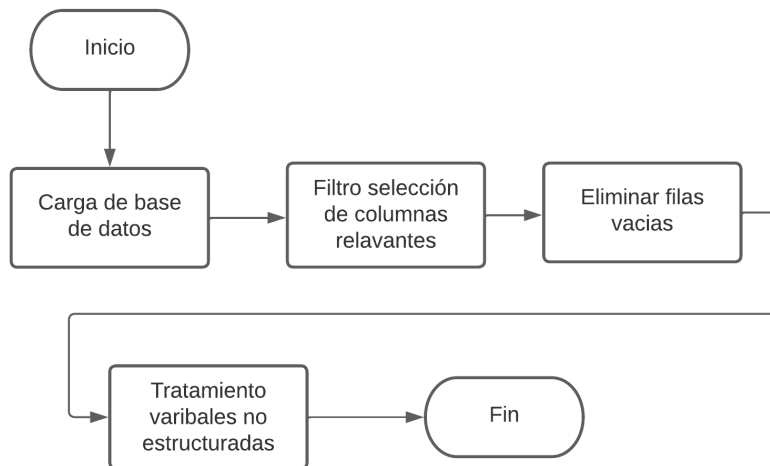 Inicio
Carga de base
de datos
Filtro selección
de columnas
relavantes
Eliminar filas
vacias
Tratamiento
varibales no
estructuradas
Fin